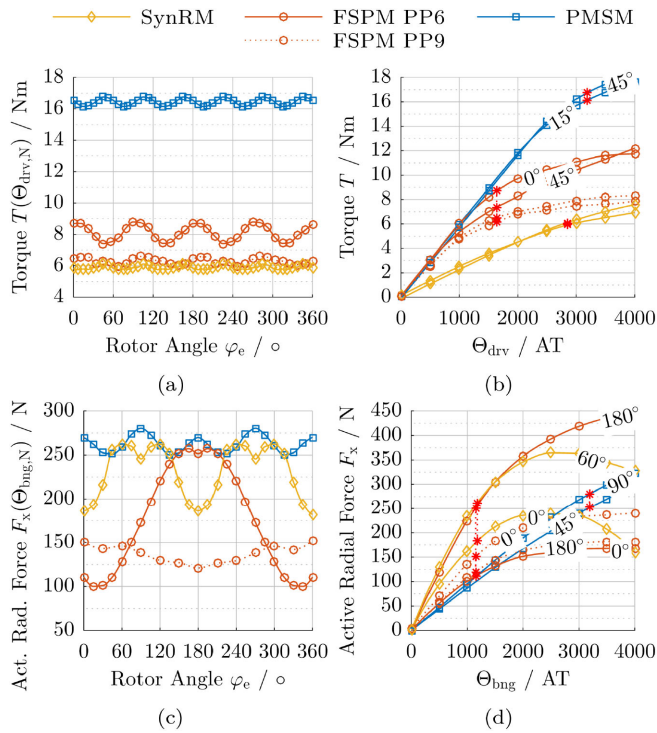 SynRM FSPM PP6 PMSM
FSPM PP9
Torque T(Θdrv,N) / Nm
18
16
14
12
10
8
6
4
0 60 120 180 240 300 360
Rotor Angle φe / ∘
(a)
Torque T / Nm
18
16
14
12
10
8
6
4
2
0
45°
15°
0°
45°
0 1000 2000 3000 4000
Θdrv / AT
(b)
Act. Rad. Force Fx(Θbng,N) / N
300
250
200
150
100
50
0 60 120 180 240 300 360
Rotor Angle φe / ∘
(c)
Active Radial Force Fx / N
450
400
350
300
250
200
150
100
50
0
180°
60°
90°
0°
45°
0°
180°
0°
0 1000 2000 3000 4000
Θbng / AT
(d)